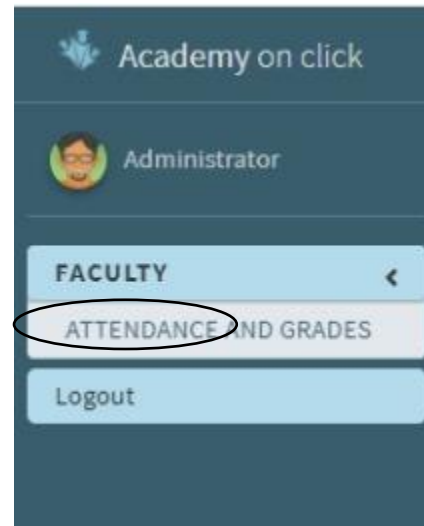 Academy on click
Administrator
FACULTY
ATTENDANCE AND GRADES
Logout